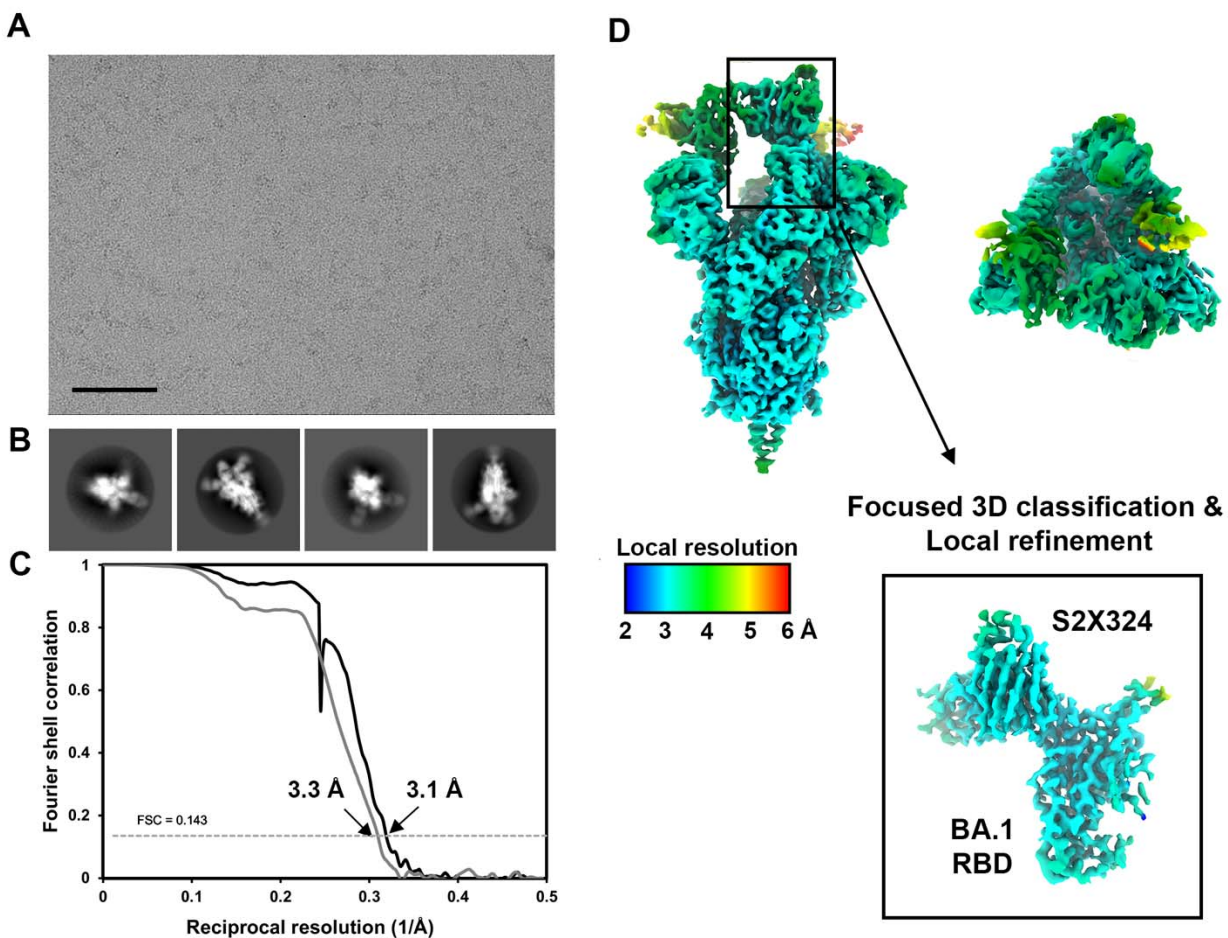 A
B
C
1
0.8
0.6
0.4
0.2
0
Fourier shell correlation
3.3 Å
3.1 Å
FSC = 0.143
0 0.1 0.2 0.3 0.4 0.5
Reciprocal resolution (1/Å)
D
Focused 3D classification &
Local refinement
Local resolution
2 3 4 5 6 Å
S2X324
BA.1
RBD